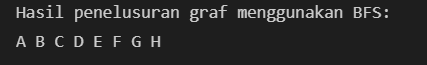 Hasil penelusuran graf menggunakan BFS:
A B C D E F G H